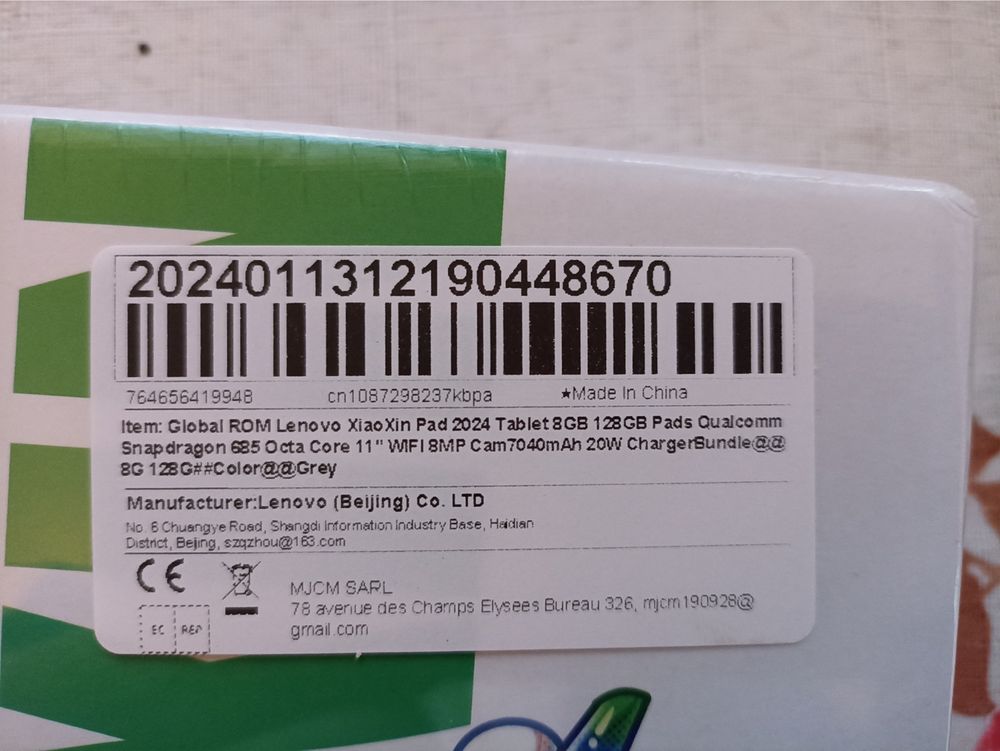 2024011312190448670
764656419948 cn1087298237kbpa ★Made In China
Item: Global ROM Lenovo XiaoXin Pad 2024 Tablet 8GB 128GB Pads Qualcomm
Snapdragon 685 Octa Core 11" WIFI 8MP Cam7040mAh 20W ChargerBundle@@
8G 128G##Color@@Grey
Manufacturer:Lenovo (Beijing) Co. LTD
No. 6 Chuangye Road, Shangdi Information Industry Base, Haidian
District, Beijing, szqzhou@163.com
CE
MJCM SARL
78 avenue des Champs Elysees Bureau 326, mjcm190928@
gmail.com
EC REP